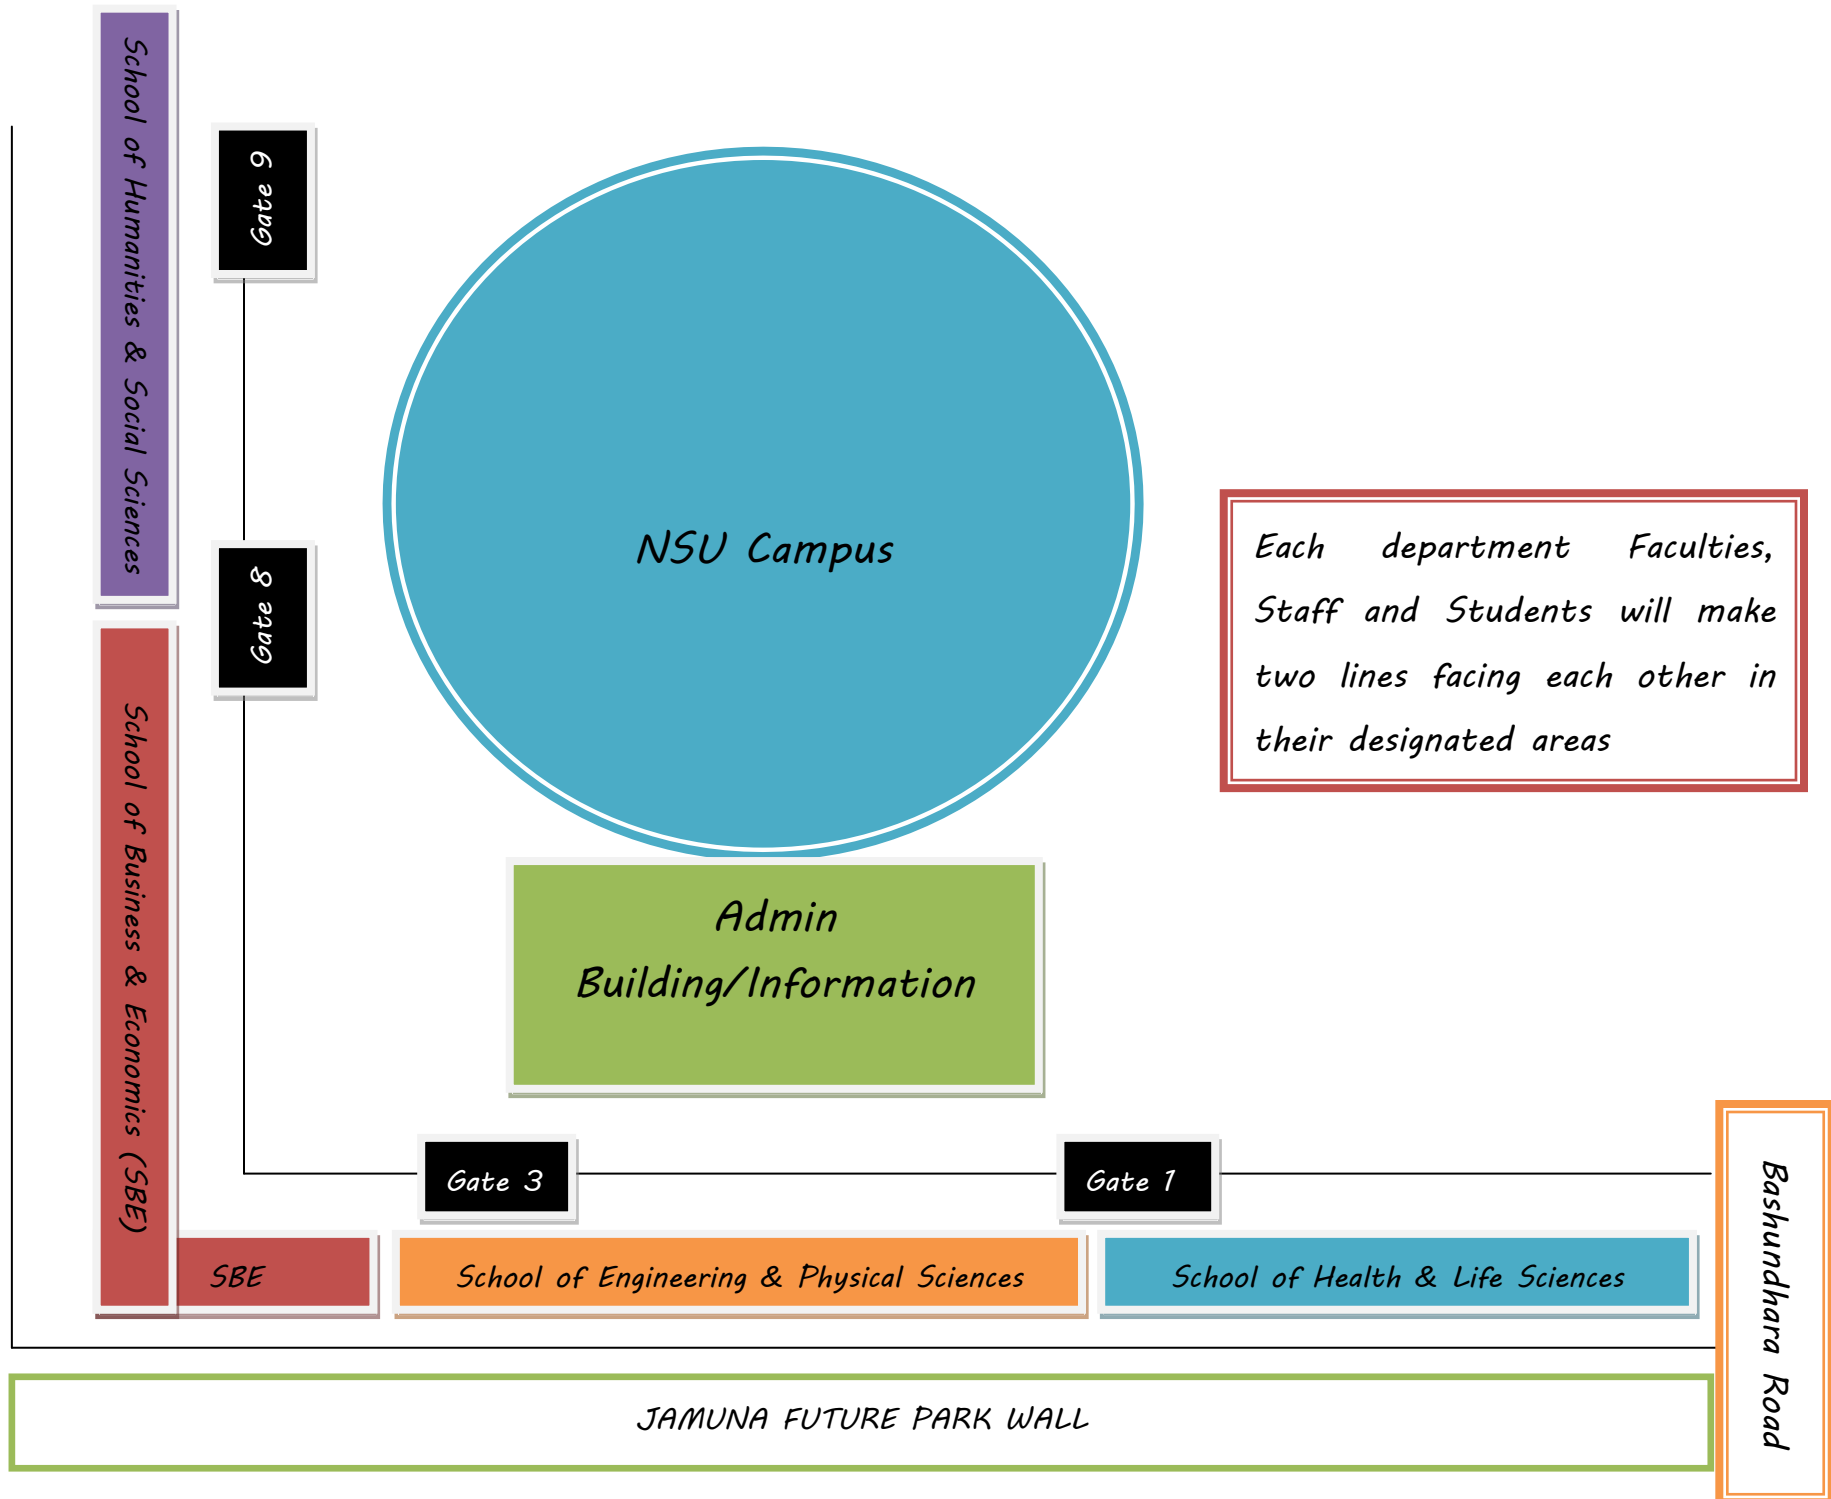 School of Humanities & Social Sciences
Gate 9
NSU Campus
Each department Faculties,
Staff and Students will make
two lines facing each other in
their designated areas
Gate 8
School of Business & Economics (SBE)
Admin
Building/Information
Gate 3
Gate 1
SBE
School of Engineering & Physical Sciences
School of Health & Life Sciences
Bashundhara Road
JAMUNA FUTURE PARK WALL